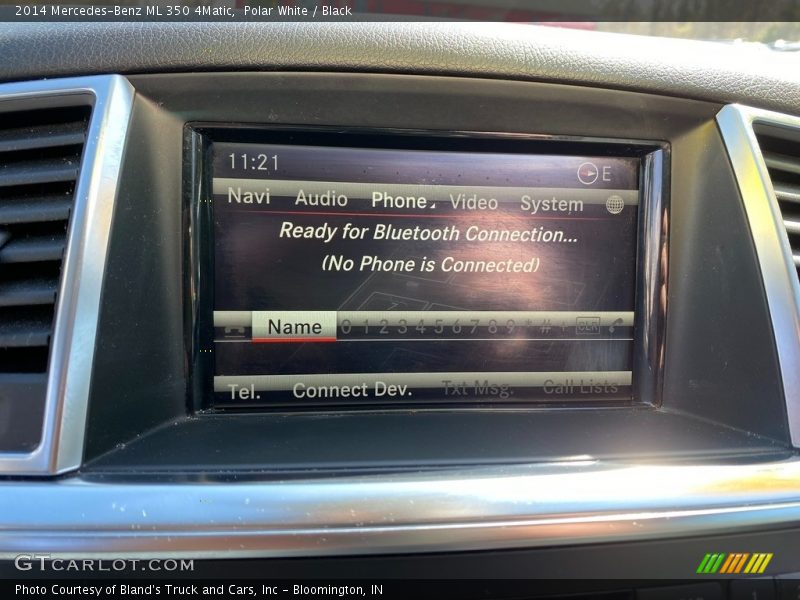 2014 Mercedes-Benz ML 350 4Matic,  Polar White / Black
11:21 E
Navi Audio Phone Video System
Ready for Bluetooth Connection...
(No Phone is Connected)
Name 0 1 2 3 4 5 6 7 8 9 * # + CLR
Tel. Connect Dev. Txt Msg. Call Lists
GTCARLOT.COM
Photo Courtesy of Bland's Truck and Cars, Inc - Bloomington, IN